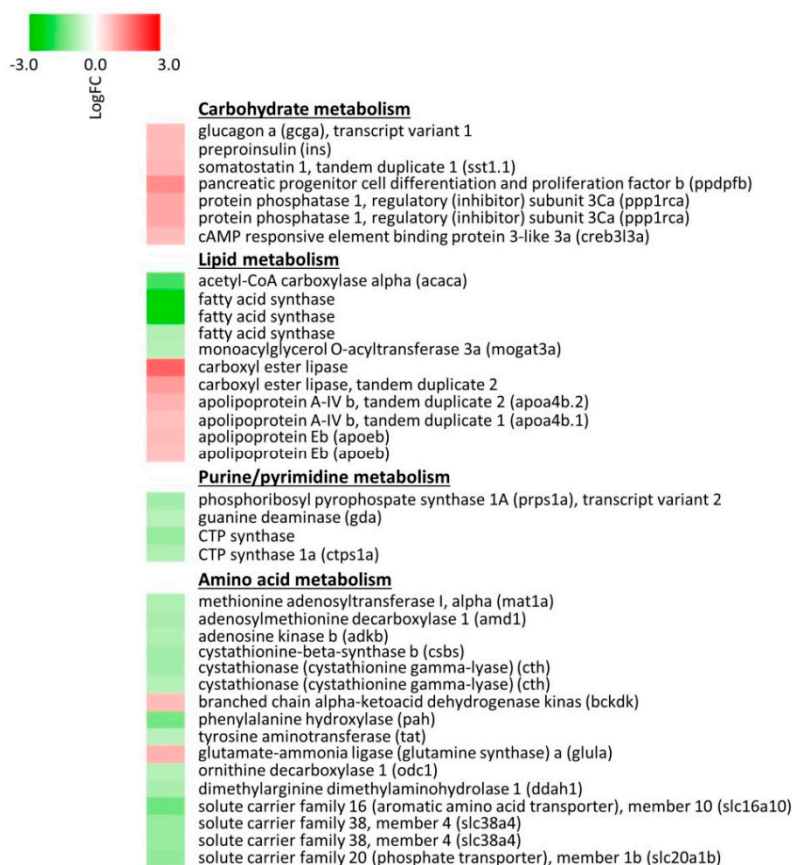 -3.0 0.0 3.0
LogFC
Carbohydrate metabolism
glucagon a (gcga), transcript variant 1
preproinsulin (ins)
somatostatin 1, tandem duplicate 1 (sst1.1)
pancreatic progenitor cell differentiation and proliferation factor b (ppdpfb)
protein phosphatase 1, regulatory (inhibitor) subunit 3Ca (ppp1rca)
protein phosphatase 1, regulatory (inhibitor) subunit 3Ca (ppp1rca)
cAMP responsive element binding protein 3-like 3a (creb3l3a)
Lipid metabolism
acetyl-CoA carboxylase alpha (acaca)
fatty acid synthase
fatty acid synthase
fatty acid synthase
monoacylglycerol O-acyltransferase 3a (mogat3a)
carboxyl ester lipase
carboxyl ester lipase, tandem duplicate 2
apolipoprotein A-IV b, tandem duplicate 2 (apoa4b.2)
apolipoprotein A-IV b, tandem duplicate 1 (apoa4b.1)
apolipoprotein Eb (apoeb)
apolipoprotein Eb (apoeb)
Purine/pyrimidine metabolism
phosphoribosyl pyrophospate synthase 1A (prps1a), transcript variant 2
guanine deaminase (gda)
CTP synthase
CTP synthase 1a (ctps1a)
Amino acid metabolism
methionine adenosyltransferase I, alpha (mat1a)
adenosylmethionine decarboxylase 1 (amd1)
adenosine kinase b (adkb)
cystathionine-beta-synthase b (csbs)
cystathionase (cystathionine gamma-lyase) (cth)
cystathionase (cystathionine gamma-lyase) (cth)
branched chain alpha-ketoacid dehydrogenase kinas (bckdk)
phenylalanine hydroxylase (pah)
tyrosine aminotransferase (tat)
glutamate-ammonia ligase (glutamine synthase) a (glula)
ornithine decarboxylase 1 (odc1)
dimethylarginine dimethylaminohydrolase 1 (ddah1)
solute carrier family 16 (aromatic amino acid transporter), member 10 (slc16a10)
solute carrier family 38, member 4 (slc38a4)
solute carrier family 38, member 4 (slc38a4)
solute carrier family 20 (phosphate transporter), member 1b (slc20a1b)